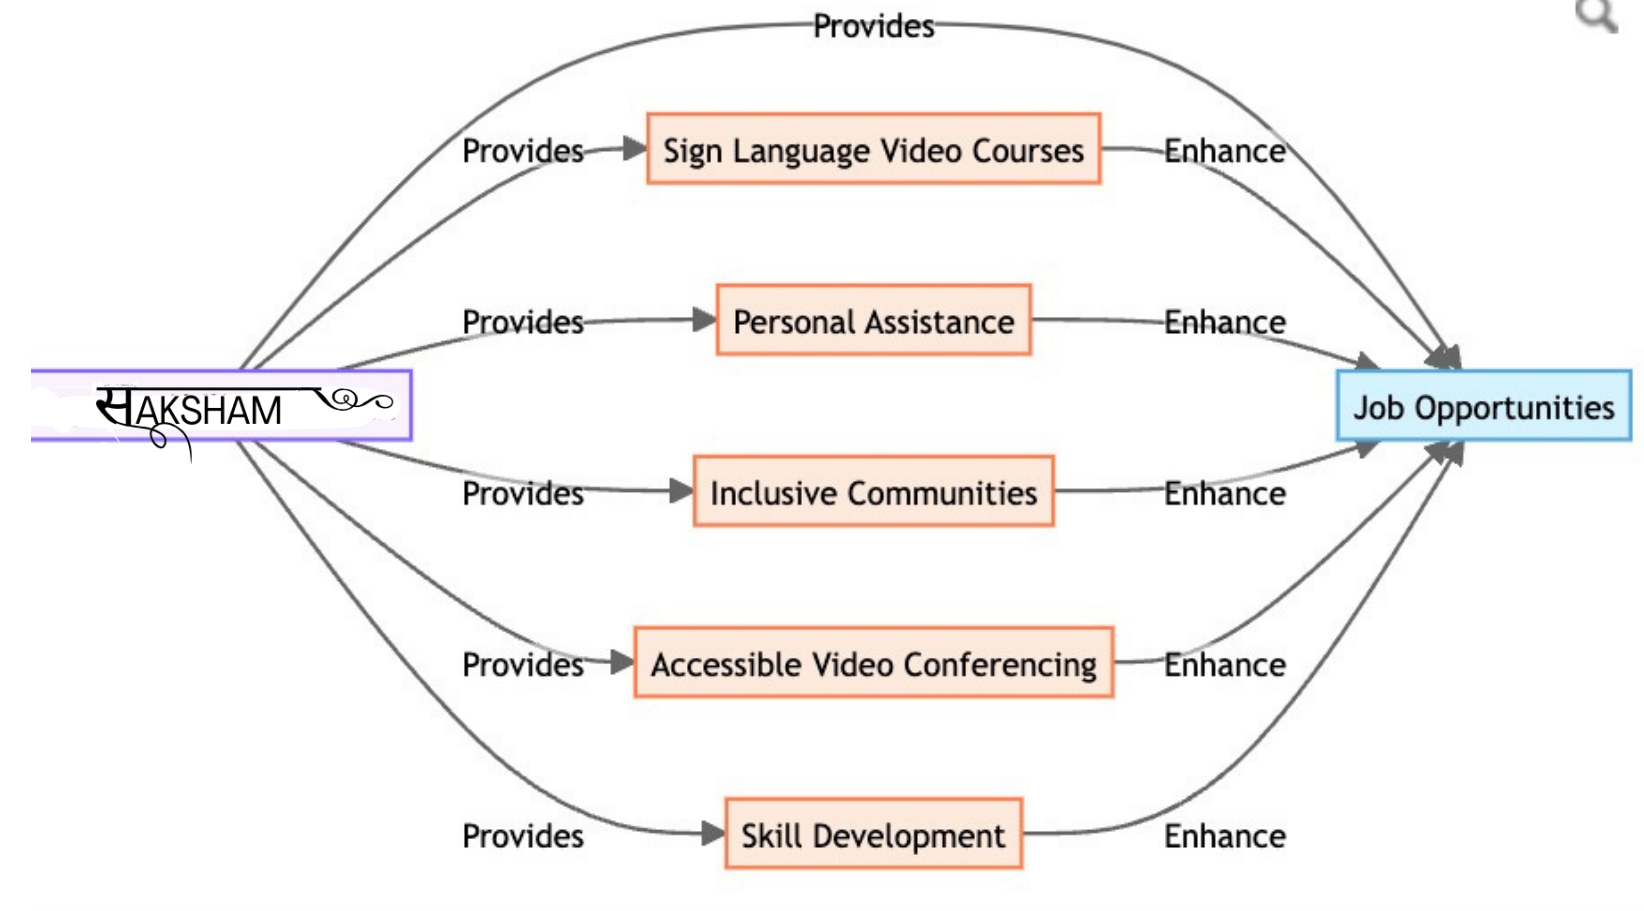 Provides
Provides Sign Language Video Courses Enhance
Provides Personal Assistance Enhance
सAKSHAM Job Opportunities
Provides Inclusive Communities Enhance
Provides Accessible Video Conferencing Enhance
Provides Skill Development Enhance